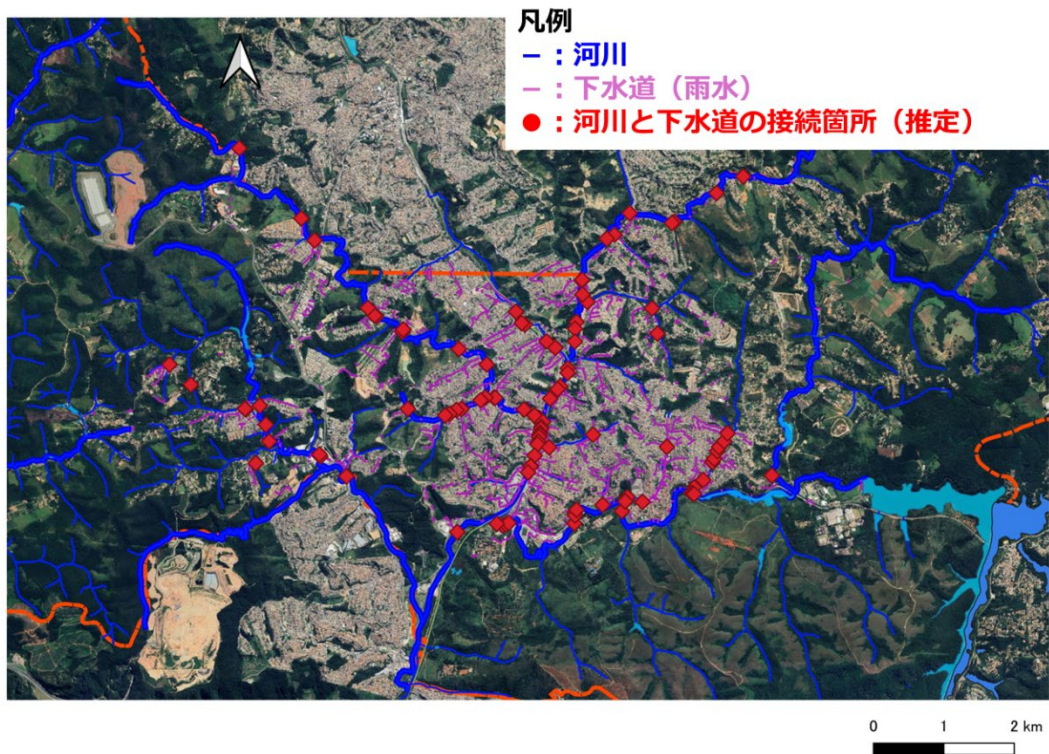 凡例
− : 河川
− : 下水道（雨水）
● : 河川と下水道の接続箇所（推定）
0 1 2 km